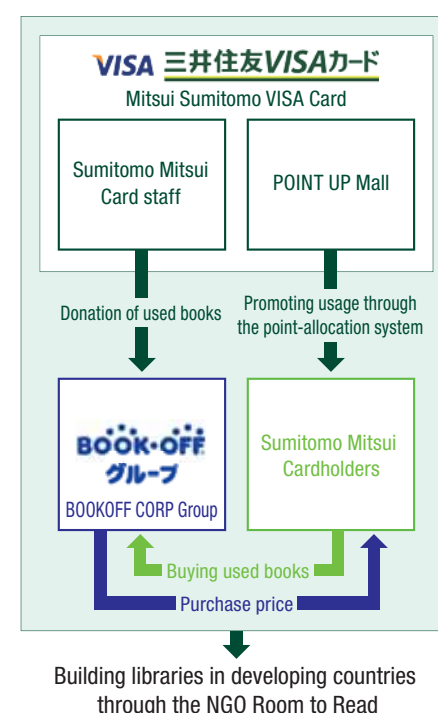 VISA 三井住友VISAカード
Mitsui Sumitomo VISA Card
Sumitomo Mitsui
Card staff
POINT UP Mall
Donation of used books
Promoting usage through
the point-allocation system
BOOK·OFF
グループ
BOOKOFF CORP Group
Sumitomo Mitsui
Cardholders
Buying used books
Purchase price
Building libraries in developing countries
through the NGO Room to Read